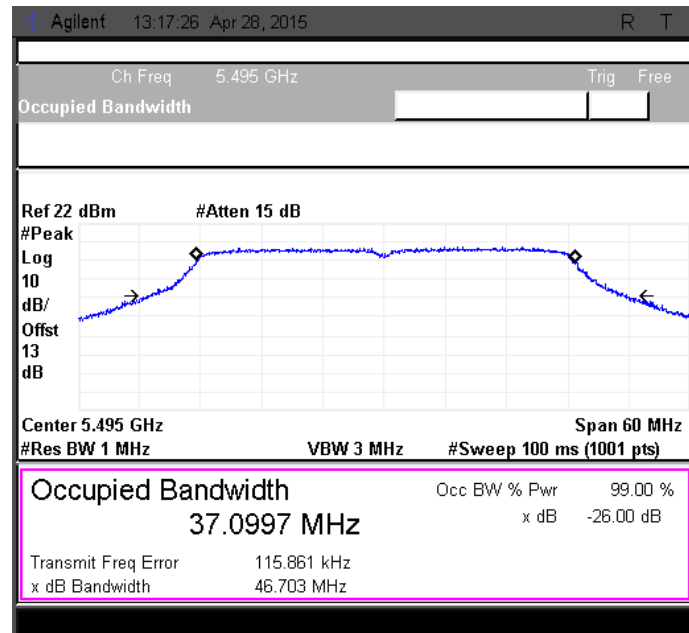 Agilent 13:17:26 Apr 28, 2015 R T
Ch Freq 5.495 GHz Trig Free
Occupied Bandwidth
Ref 22 dBm #Atten 15 dB
#Peak
Log
10
dB/
Offst
13
dB
Center 5.495 GHz Span 60 MHz
#Res BW 1 MHz VBW 3 MHz #Sweep 100 ms (1001 pts)
Occupied Bandwidth Occ BW % Pwr 99.00 %
37.0997 MHz x dB -26.00 dB
Transmit Freq Error 115.861 kHz
x dB Bandwidth 46.703 MHz